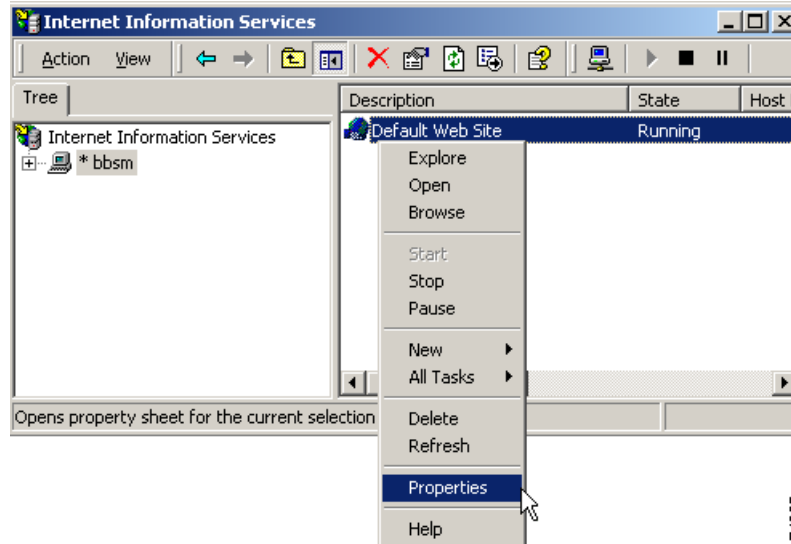 Internet Information Services
Action View
Tree
Description State Host
Internet Information Services
* bbsm
Default Web Site Running
Explore
Open
Browse
Start
Stop
Pause
New
All Tasks
Delete
Refresh
Properties
Help
Opens property sheet for the current selection